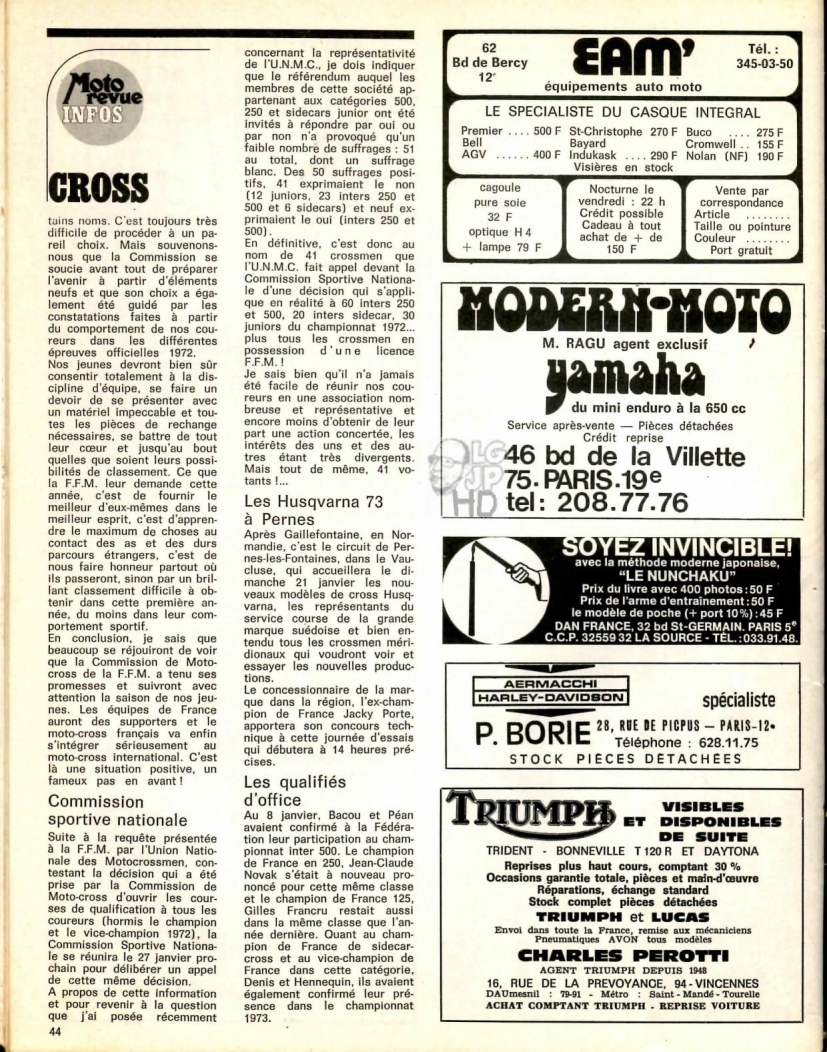 Moto
revue
INFOS
CROSS
tains noms. C'est toujours très
difficile de procéder à un pa-
reil choix. Mais souvenons-
nous que la Commission se
soucie avant tout de préparer
l'avenir à partir d'éléments
neufs et que son choix a éga-
lement été guidé par les
constatations faites à partir
du comportement de nos cou-
reurs dans les différentes
épreuves officielles 1972.
Nos jeunes devront bien sûr
consentir totalement à la dis-
cipline d'équipe, se faire un
devoir de se présenter avec
un matériel impeccable et tou-
tes les pièces de rechange
nécessaires, se battre de tout
leur cœur et jusqu'au bout
quelles que soient leurs possi-
bilités de classement. Ce que
la F.F.M. leur demande cette
année, c'est de fournir le
meilleur d'eux-mêmes dans le
meilleur esprit, c'est d'appren-
dre le maximum de choses au
contact des as et des durs
parcours étrangers, c'est de
nous faire honneur partout où
ils passeront, sinon par un bril-
lant classement difficile à ob-
tenir dans cette première an-
née, du moins dans leur com-
portement sportif.
En conclusion, je sais que
beaucoup se réjouiront de voir
que la Commission de Moto-
cross de la F.F.M. a tenu ses
promesses et suivront avec
attention la saison de nos jeu-
nes. Les équipes de France
auront des supporters et le
moto-cross français va enfin
s'intégrer sérieusement au
moto-cross international. C'est
là une situation positive, un
fameux pas en avant !
Commission
sportive nationale
Suite à la requête présentée
à la F.F.M. par l'Union Natio-
nale des Motocrossmen, con-
testant la décision qui a été
prise par la Commission de
Moto-cross d'ouvrir les cour-
ses de qualification à tous les
coureurs (hormis le champion
et le vice-champion 1972), la
Commission Sportive Nationa-
le se réunira le 27 janvier pro-
chain pour délibérer un appel
de cette même décision.
A propos de cette information
et pour revenir à la question
que j'ai posée récemment
44
concernant la représentativité
de l'U.N.M.C., je dois indiquer
que le référendum auquel les
membres de cette société ap-
partenant aux catégories 500,
250 et sidecars junior ont été
invités à répondre par oui ou
par non n'a provoqué qu'un
faible nombre de suffrages : 51
au total, dont un suffrage
blanc. Des 50 suffrages posi-
tifs, 41 exprimaient le non
(12 juniors, 23 inters 250 et
500 et 6 sidecars) et neuf ex-
primaient le oui (inters 250 et
500).
En définitive, c'est donc au
nom de 41 crossmen que
l'U.N.M.C. fait appel devant la
Commission Sportive Nationa-
le d'une décision qui s'appli-
que en réalité à 60 inters 250
et 500, 20 inters sidecar, 30
juniors du championnat 1972...
plus tous les crossmen en
possession d'une licence
F.F.M. !
Je sais bien qu'il n'a jamais
été facile de réunir nos cou-
reurs en une association nom-
breuse et représentative et
encore moins d'obtenir de leur
part une action concertée, les
intérêts des uns et des au-
tres étant très divergents.
Mais tout de même, 41 vo-
tants !...
Les Husqvarna 73
à Pernes
Après Gaillefontaine, en Nor-
mandie, c'est le circuit de Per-
nes-les-Fontaines, dans le Vau-
cluse, qui accueillera le di-
manche 21 janvier les nou-
veaux modèles de cross Husq-
varna, les représentants du
service course de la grande
marque suédoise et bien en-
tendu tous les crossmen méri-
dionaux qui voudront voir et
essayer les nouvelles produc-
tions.
Le concessionnaire de la mar-
que dans la région, l'ex-cham-
pion de France Jacky Porte,
apportera son concours tech-
nique à cette journée d'essais
qui débutera à 14 heures pré-
cises.
Les qualifiés
d'office
Au 8 janvier, Bacou et Péan
avaient confirmé à la Fédéra-
tion leur participation au cham-
pionnat inter 500. Le champion
de France en 250, Jean-Claude
Novak s'était à nouveau pro-
noncé pour cette même classe
et le champion de France 125,
Gilles Francru restait aussi
dans la même classe que l'an-
née dernière. Quant au cham-
pion de France de sidecar-
cross et au vice-champion de
France dans cette catégorie,
Denis et Hennequin, ils avaient
également confirmé leur pré-
sence dans le championnat
1973.
62
Bd de Bercy
12e
EAM'
Tél. :
345-03-50
équipements auto moto
LE SPECIALISTE DU CASQUE INTEGRAL
Premier .... 500 F St-Christophe 270 F Buco .... 275 F
Bell Bayard Cromwell .. 155 F
AGV ...... 400 F Indukask .... 290 F Nolan (NF) 190 F
Visières en stock
cagoule
pure soie
32 F
optique H 4
+ lampe 79 F
Nocturne le
vendredi : 22 h
Crédit possible
Cadeau à tout
achat de + de
150 F
Vente par
correspondance
Article ........
Taille ou pointure
Couleur ........
Port gratuit
MODERN-MOTO
M. RAGU agent exclusif
yamaha
du mini enduro à la 650 cc
Service après-vente — Pièces détachées
Crédit reprise
46 bd de la Villette
75. PARIS.19e
tel: 208.77.76
LG
JP
HD
SOYEZ INVINCIBLE!
avec la méthode moderne japonaise,
"LE NUNCHAKU"
Prix du livre avec 400 photos : 50 F
Prix de l'arme d'entraînement : 50 F
le modèle de poche (+ port 10%) : 45 F
DAN FRANCE, 32 bd St-GERMAIN. PARIS 5e
C.C.P. 32559 32 LA SOURCE - TÉL. : 033.91.48.
AERMACCHI
HARLEY-DAVIDSON
spécialiste
P. BORIE 28, RUE DE PICPUS — PARIS-12e
Téléphone : 628.11.75
STOCK PIÈCES DÉTACHÉES
TRIUMPH ET VISIBLES
DISPONIBLES
DE SUITE
TRIDENT - BONNEVILLE T 120 R ET DAYTONA
Reprises plus haut cours, comptant 30 %
Occasions garantie totale, pièces et main-d'œuvre
Réparations, échange standard
Stock complet pièces détachées
TRIUMPH et LUCAS
Envoi dans toute la France, remise aux mécaniciens
Pneumatiques AVON tous modèles
CHARLES PEROTTI
AGENT TRIUMPH DEPUIS 1948
16, RUE DE LA PREVOYANCE, 94-VINCENNES
DAUmesnil : 79-91 - Métro : Saint-Mandé-Tourelle
ACHAT COMPTANT TRIUMPH - REPRISE VOITURE